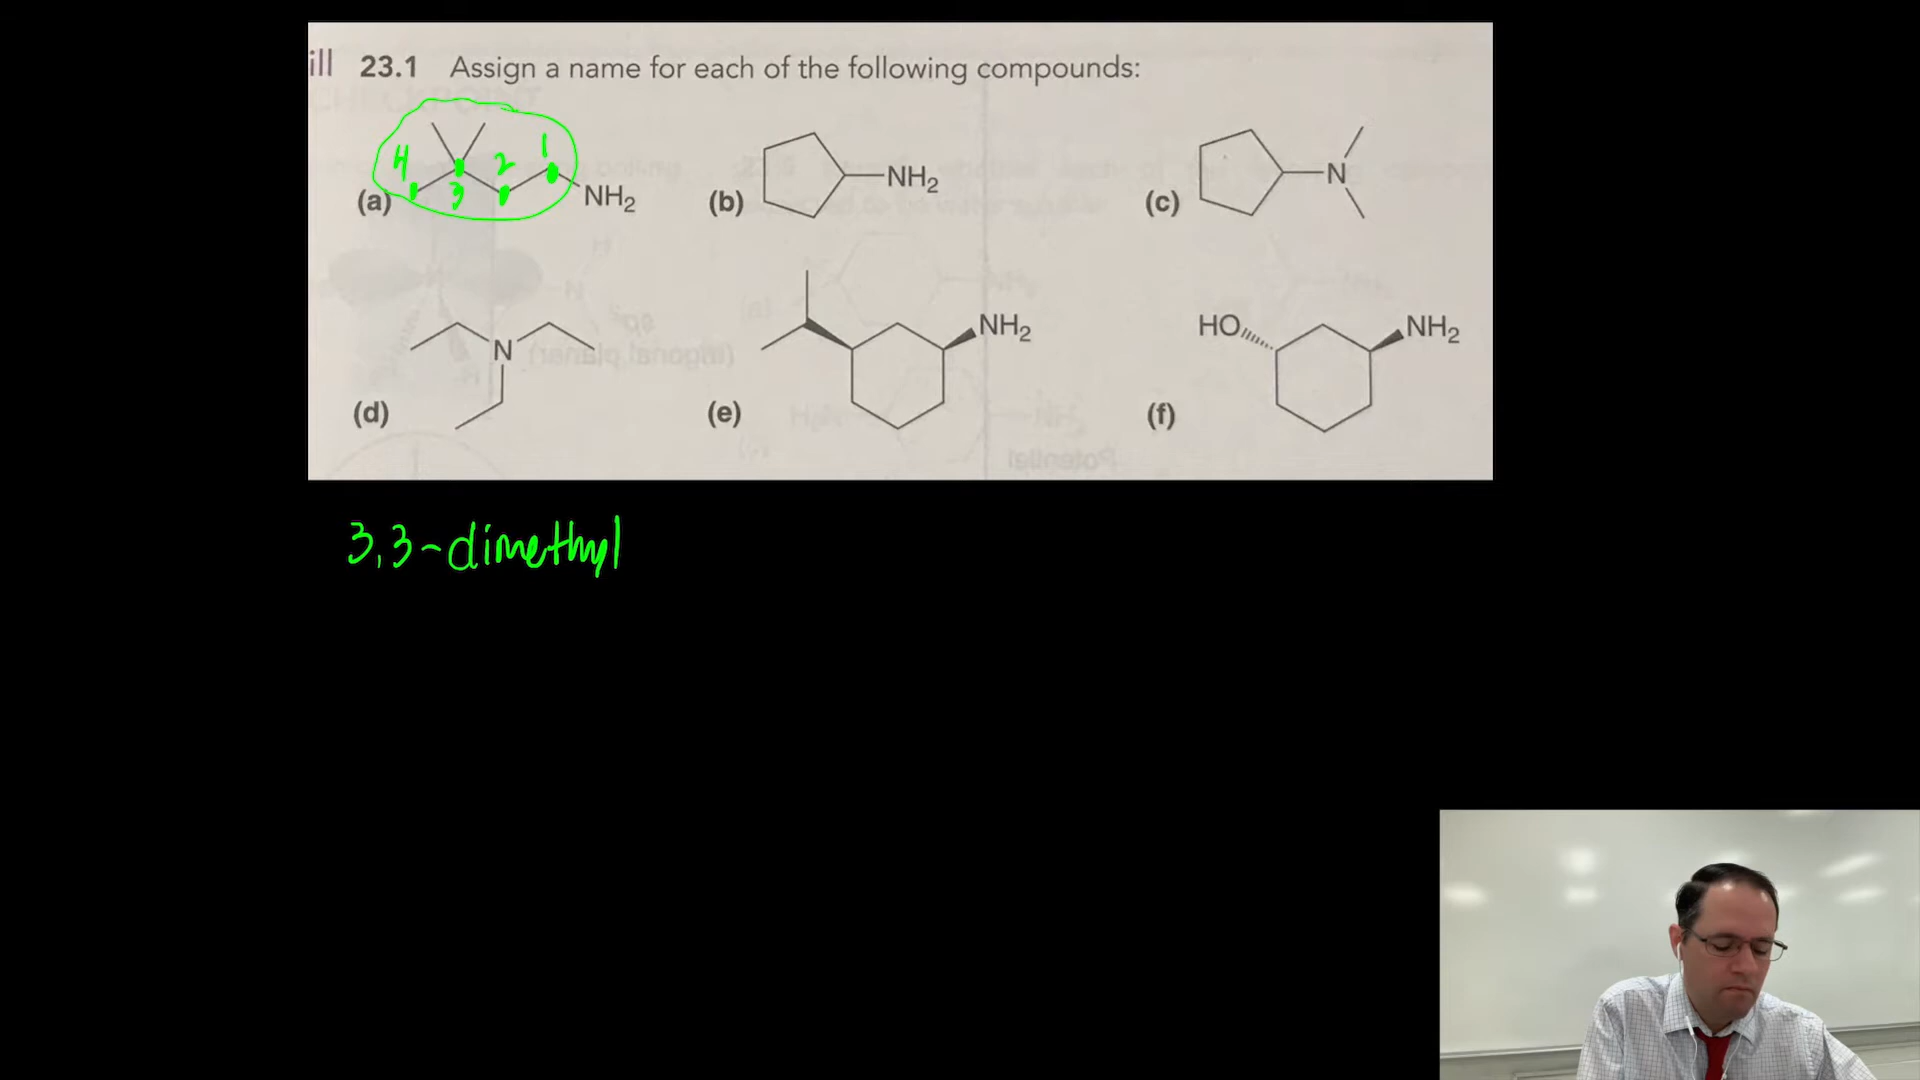 ill 23.1 Assign a name for each of the following compounds:
4 3 2 1
(a) NH₂ (b) NH₂ (c) N
(d) N (e) NH₂ (f) HO NH₂
3,3-dimethyl